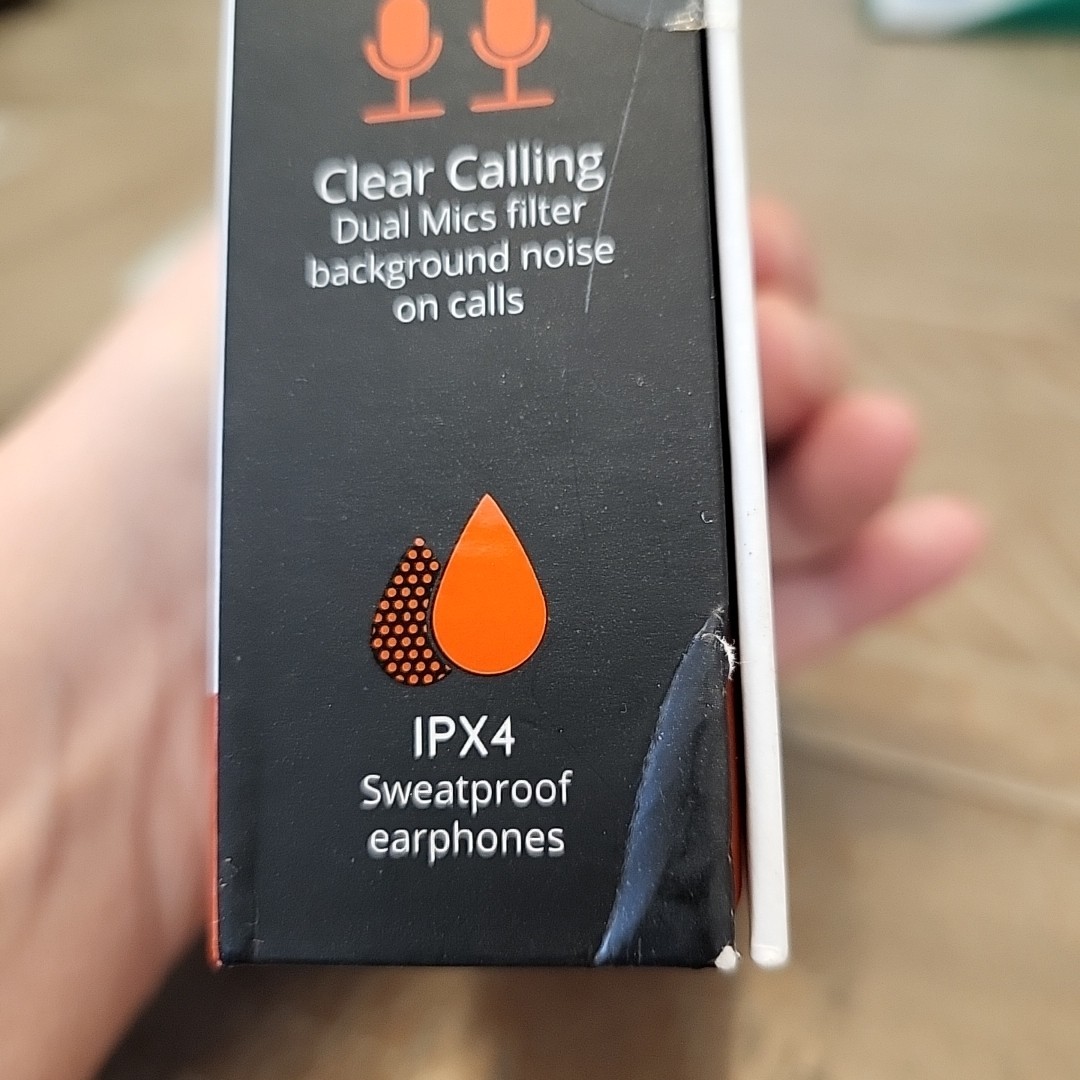 Clear Calling
Dual Mics filter
background noise
on calls
IPX4
Sweatproof
earphones